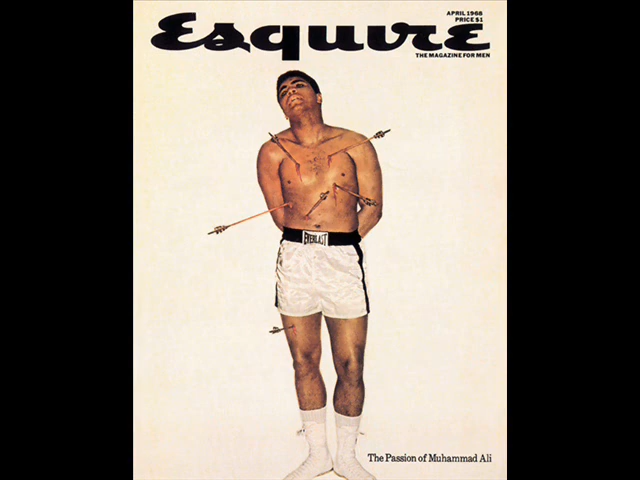 APRIL 1968
PRICE $1
Esquire
THE MAGAZINE FOR MEN
EVERLAST
The Passion of Muhammad Ali